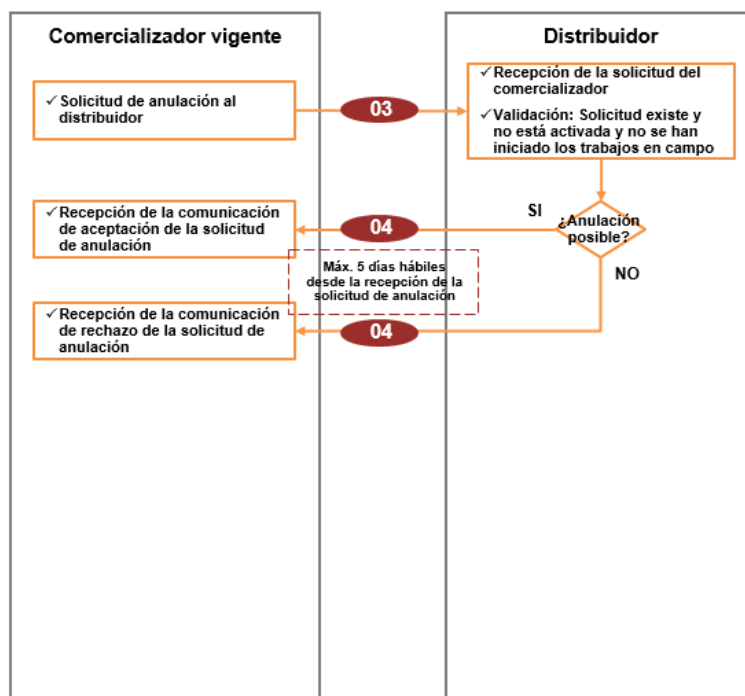 Comercializador vigente
Distribuidor
✓ Solicitud de anulación al
distribuidor
03
✓ Recepción de la solicitud del
comercializador
✓ Validación: Solicitud existe y
no está activada y no se han
iniciado los trabajos en campo
✓ Recepción de la comunicación
de aceptación de la solicitud
de anulación
04
SI
¿Anulación
posible?
Máx. 5 días hábiles
desde la recepción de la
solicitud de anulación
NO
✓ Recepción de la comunicación
de rechazo de la solicitud de
anulación
04